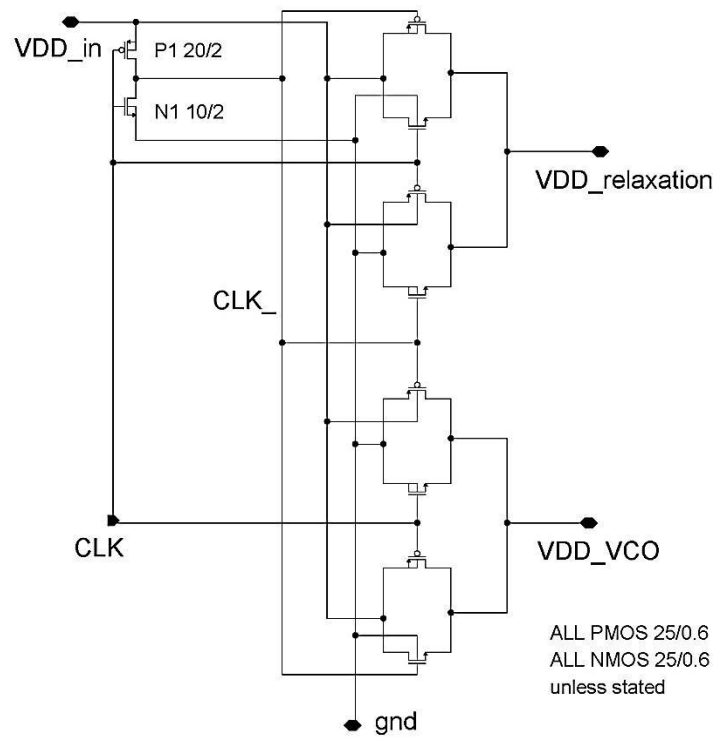 VDD_in
P1 20/2
N1 10/2
VDD_relaxation
CLK_
CLK
VDD_VCO
ALL PMOS 25/0.6
ALL NMOS 25/0.6
unless stated
gnd